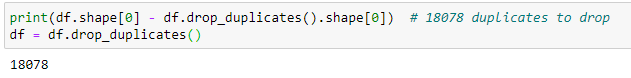 print(df.shape[0] - df.drop_duplicates().shape[0])  # 18078 duplicates to drop
df = df.drop_duplicates()
18078